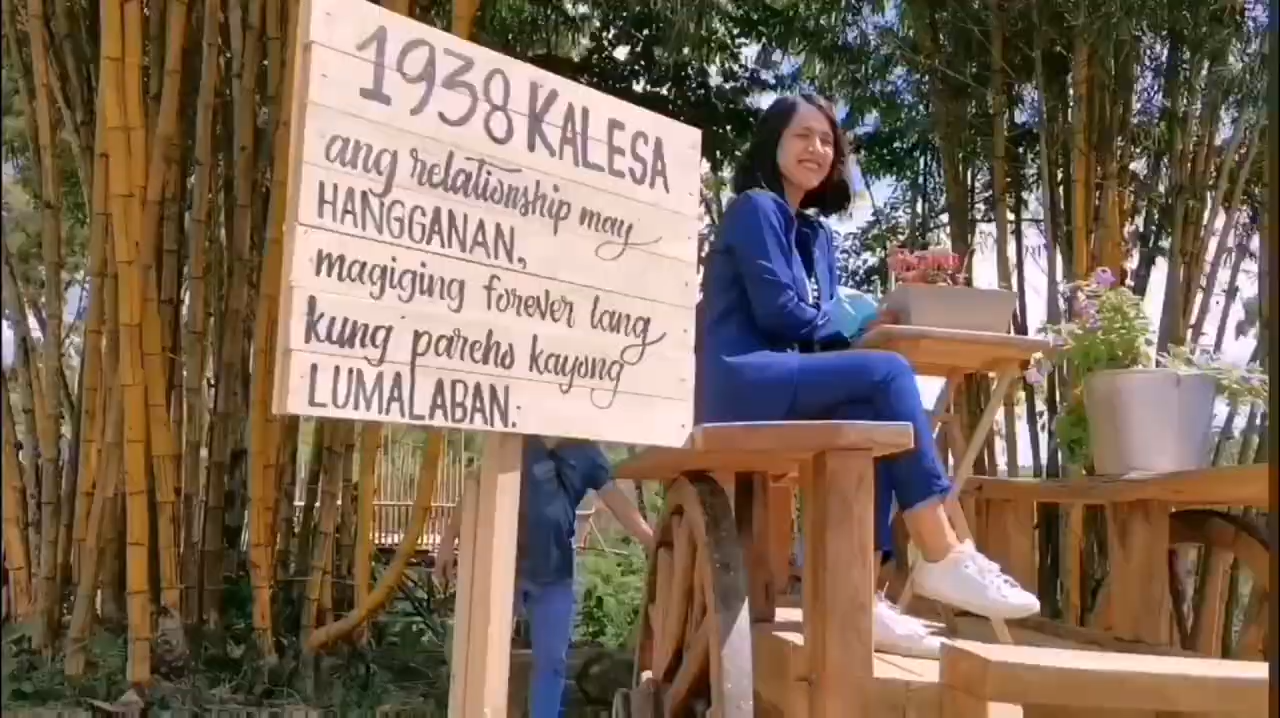 1938 KALESA
ang relationship may
HANGGANAN,
magiging forever lang
kung pareho kayong
LUMALABAN.